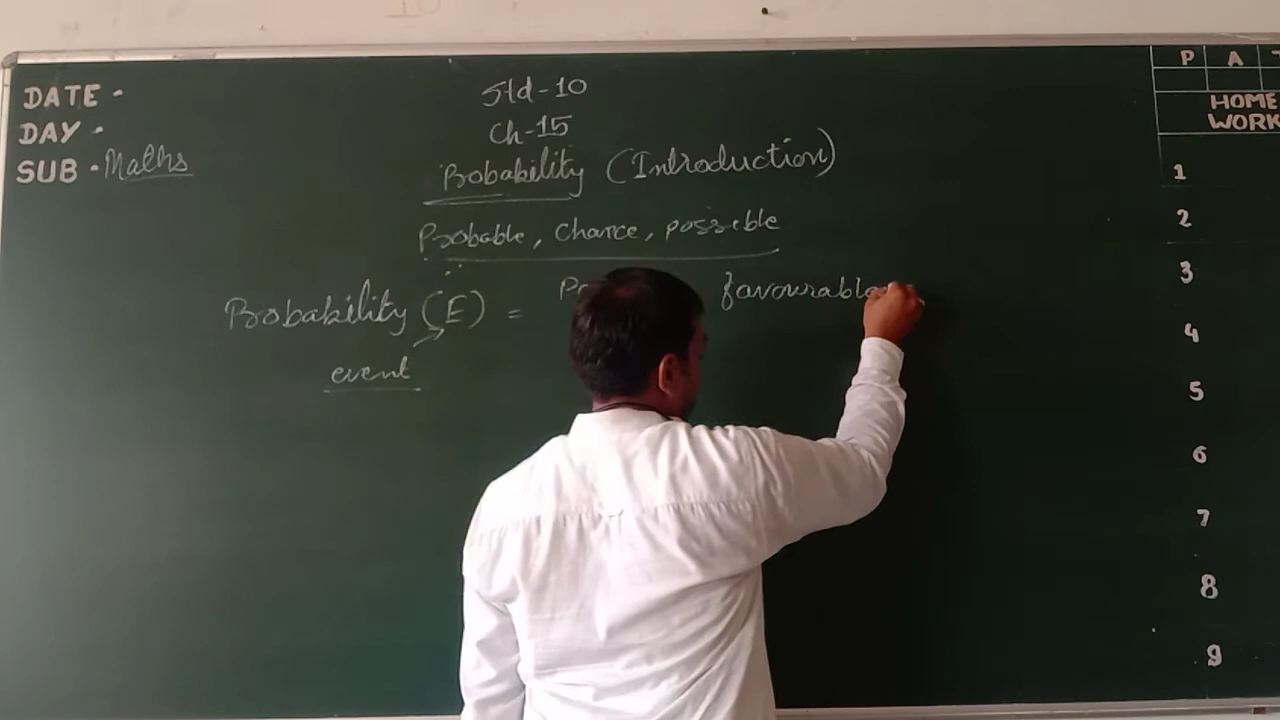 DATE .
DAY .
SUB . Maths
Std-10
Ch-15
Probability (Introduction)
Probable, Chance, possible
Probability (E) =
favourable
event
P A
HOME
WORK
1
2
3
4
5
6
7
8
9